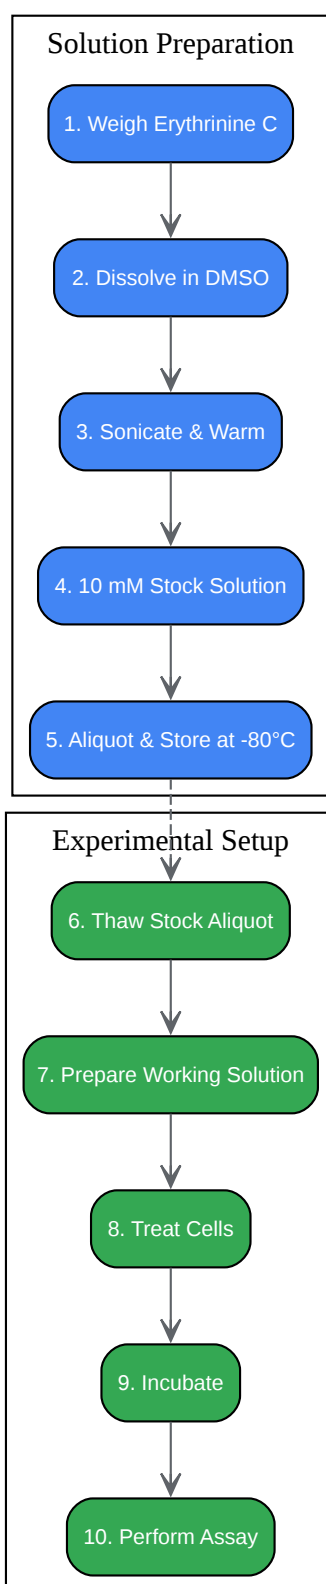 Solution Preparation
1. Weigh Erythrinine C
2. Dissolve in DMSO
3. Sonicate & Warm
4. 10 mM Stock Solution
5. Aliquot & Store at -80°C
Experimental Setup
6. Thaw Stock Aliquot
7. Prepare Working Solution
8. Treat Cells
9. Incubate
10. Perform Assay